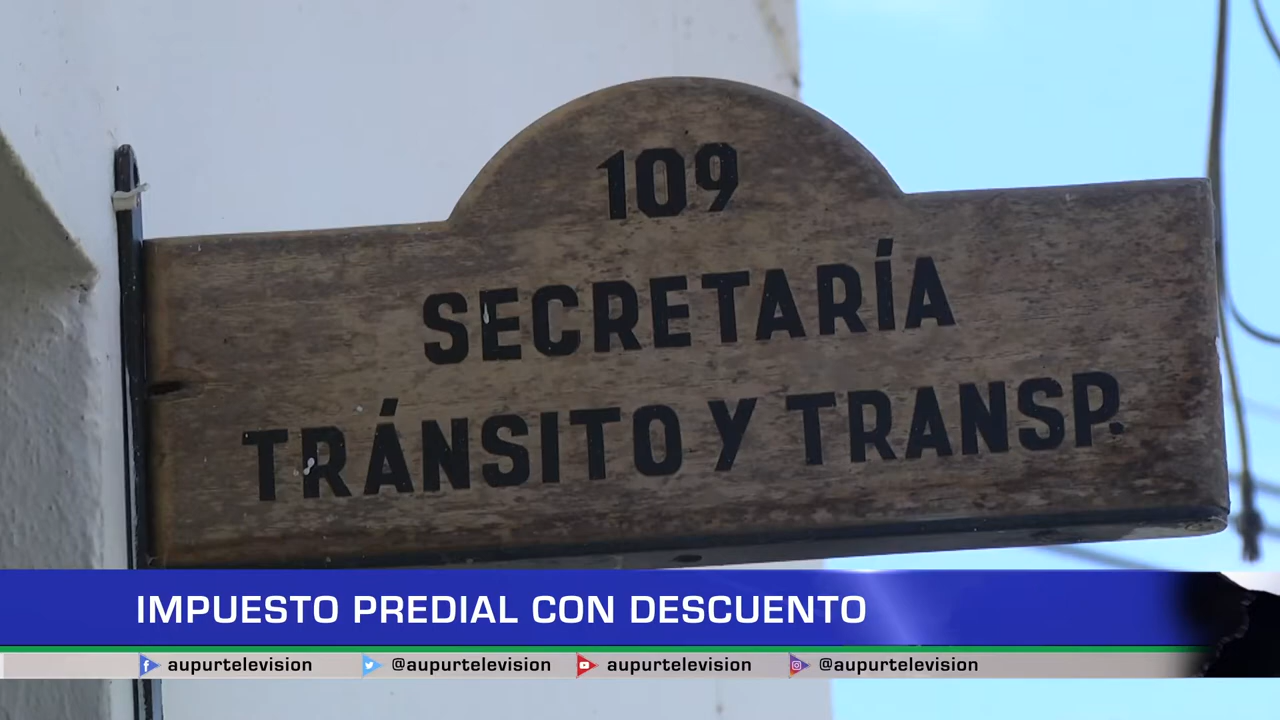 109
SECRETARÍA
TRÁNSITO Y TRANSP.
IMPUESTO PREDIAL CON DESCUENTO
aupurtelevision @aupurtelevision aupurtelevision @aupurtelevision